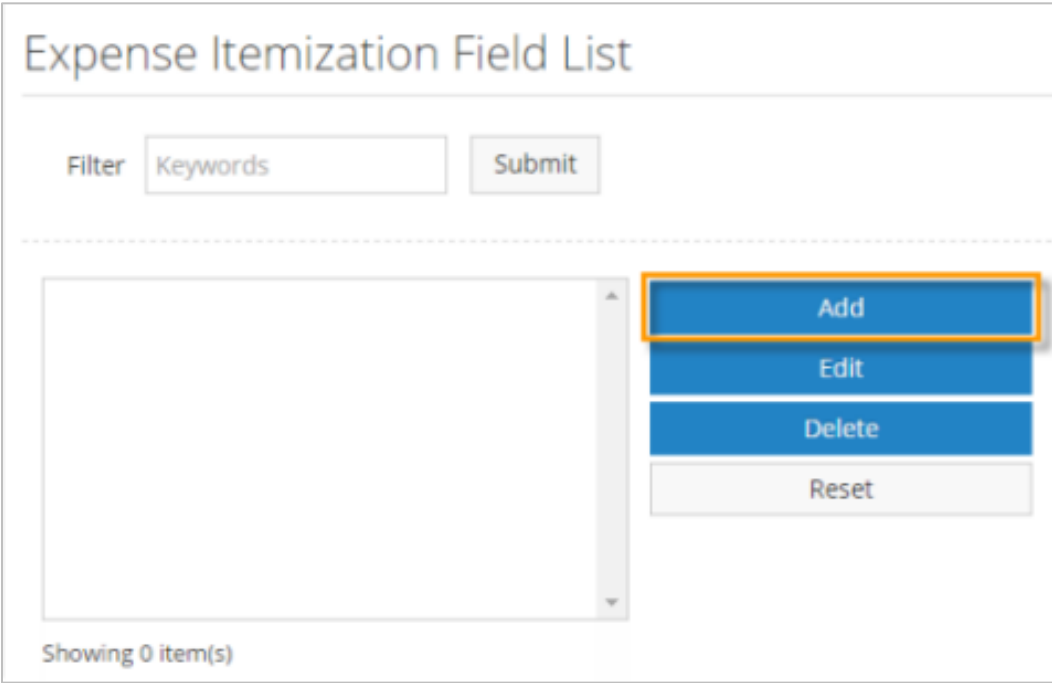 Expense Itemization Field List
Filter Keywords Submit
Add
Edit
Delete
Reset
Showing 0 item(s)